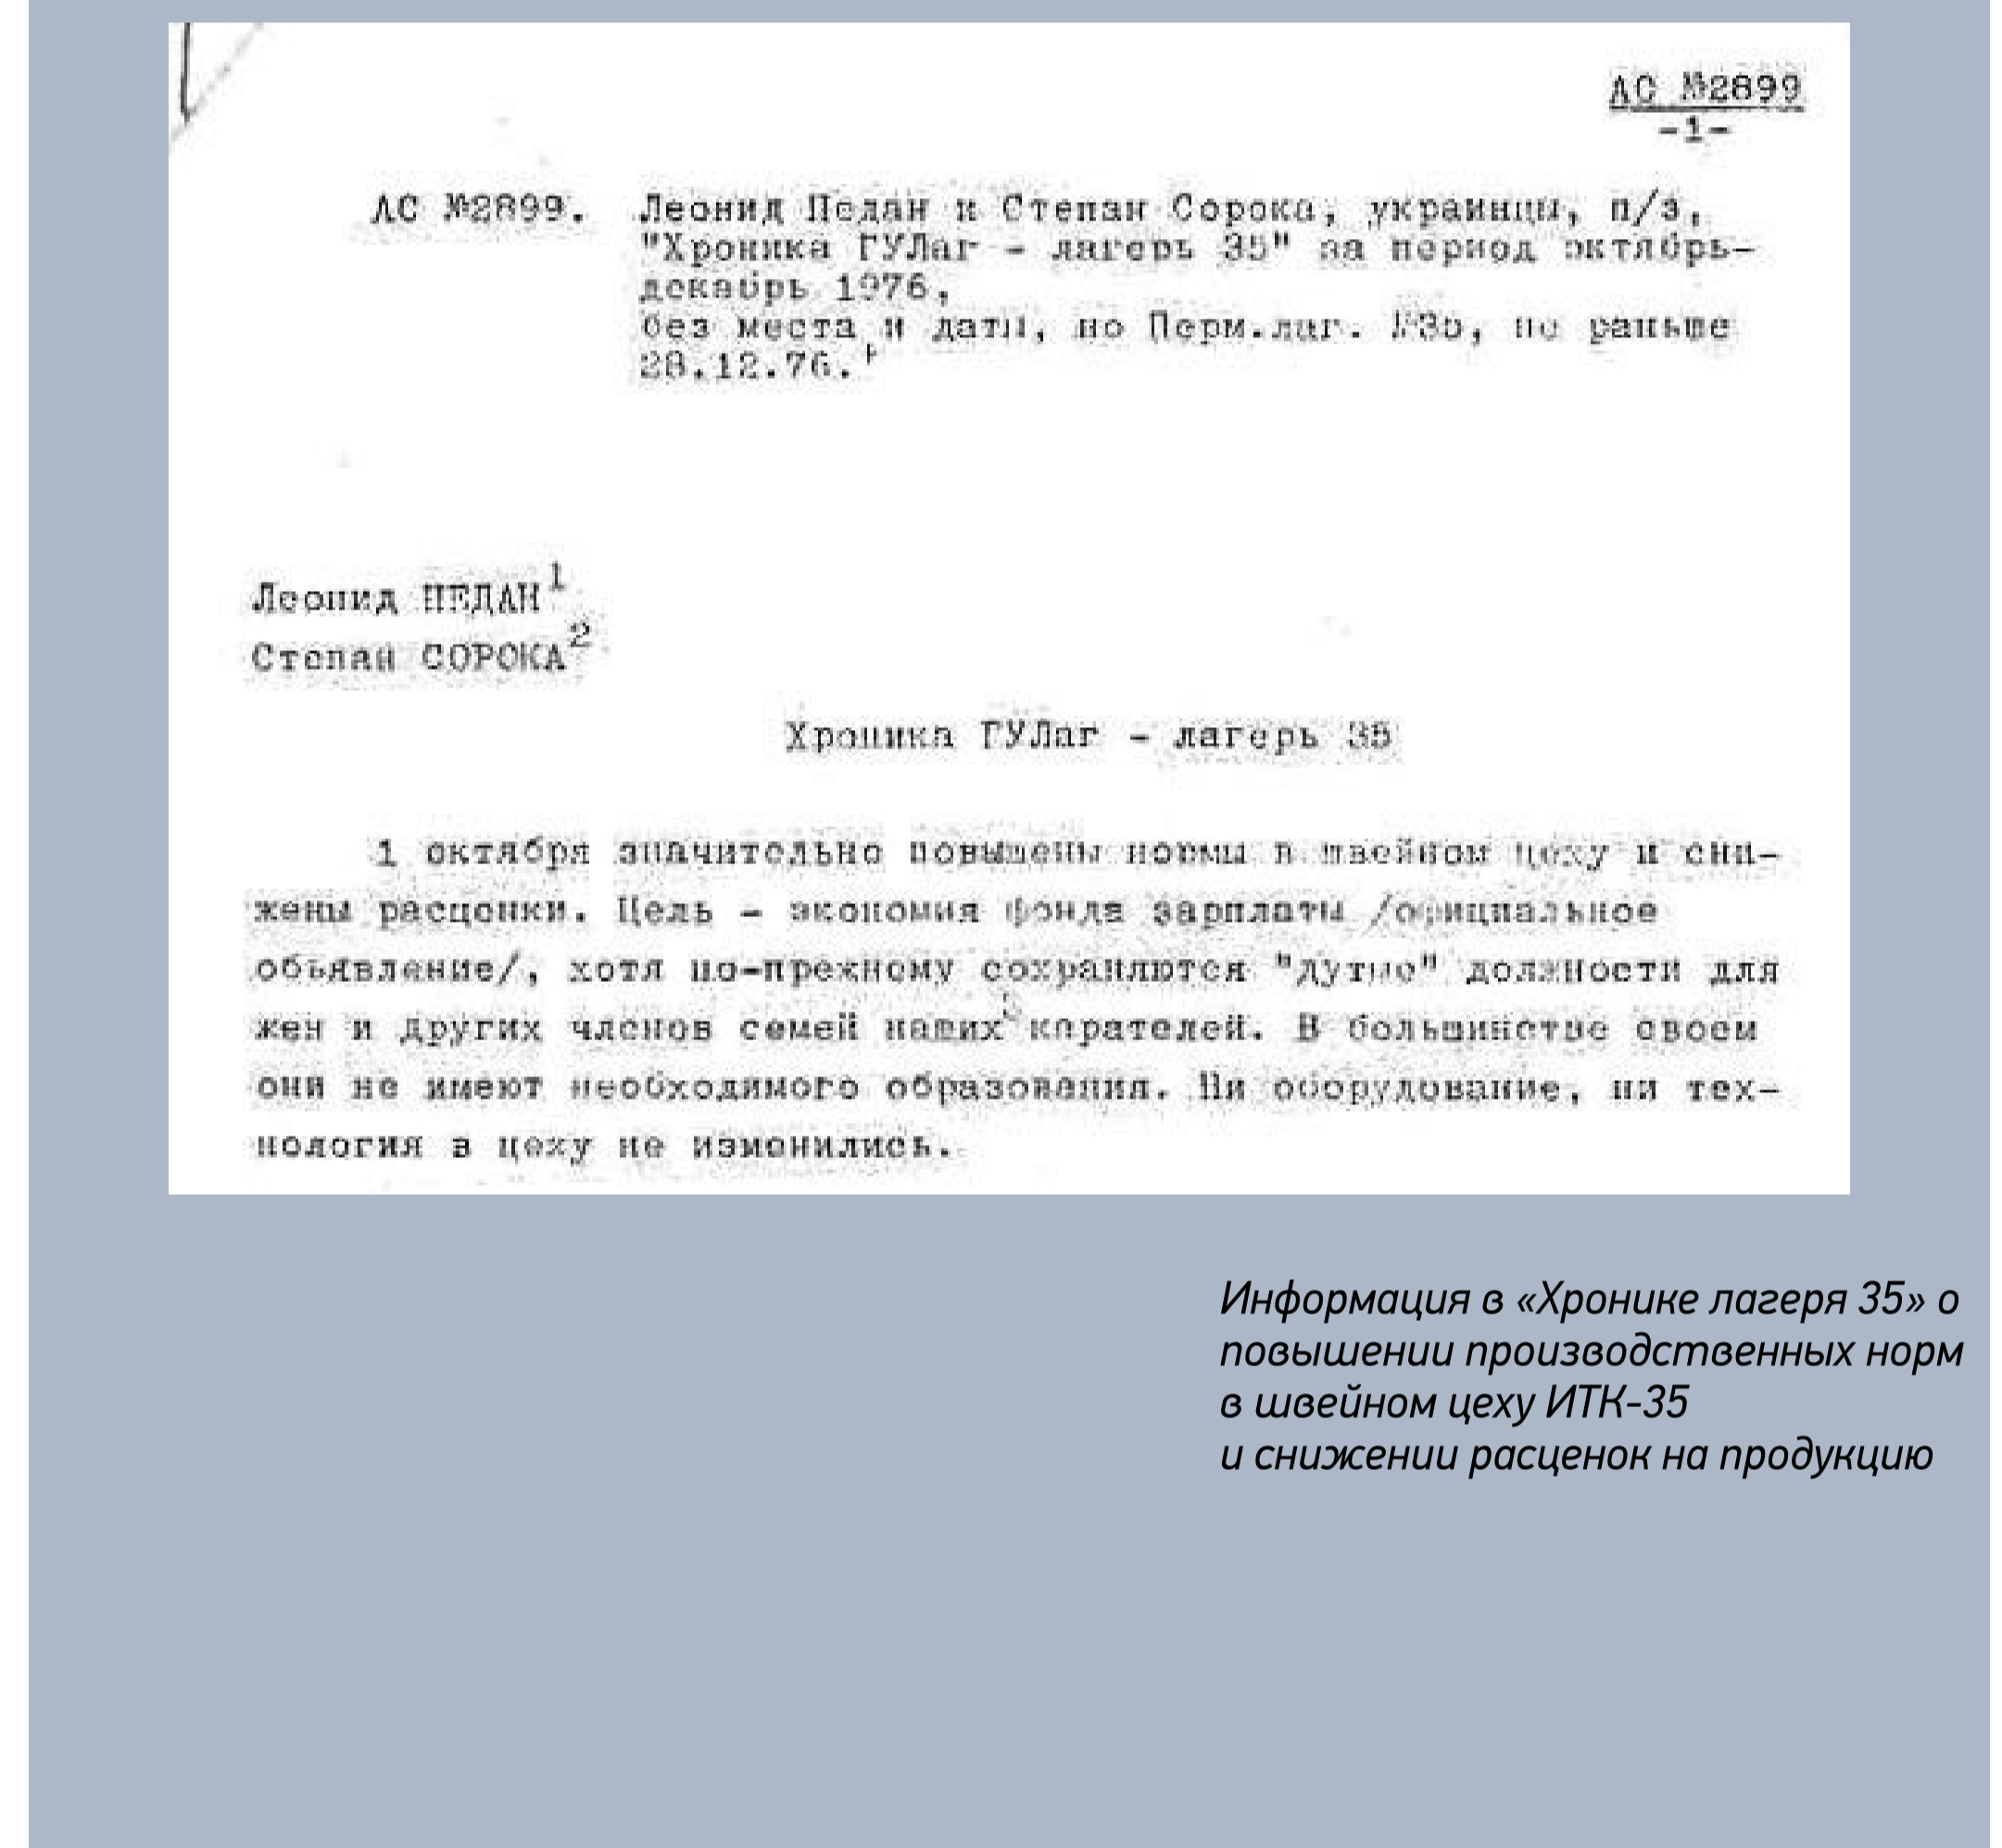 АС №2899
-1-
АС №2899. Леонид Педан и Степан Сорока, украинцы, п/з,
"Хроника ГУЛаг - лагерь 35" за период октябрь-
декабрь 1976,
без места и даты, но Перм.лаг. №35, не раньше
28.12.76.
Леонид ПЕДАН1
Степан СОРОКА2
Хроника ГУЛаг - лагерь 35
1 октября значительно повышены нормы в швейном цеху и сни-
жены расценки. Цель - экономия фонда зарплаты /официальное
объявление/, хотя по-прежнему сохраняются "дутые" должности для
жен и других членов семей наших карателей. В большинстве своем
они не имеют необходимого образования. Ни оборудование, ни тех-
нология в цеху не изменились.
Информация в «Хронике лагеря 35» о
повышении производственных норм
в швейном цеху ИТК-35
и снижении расценок на продукцию